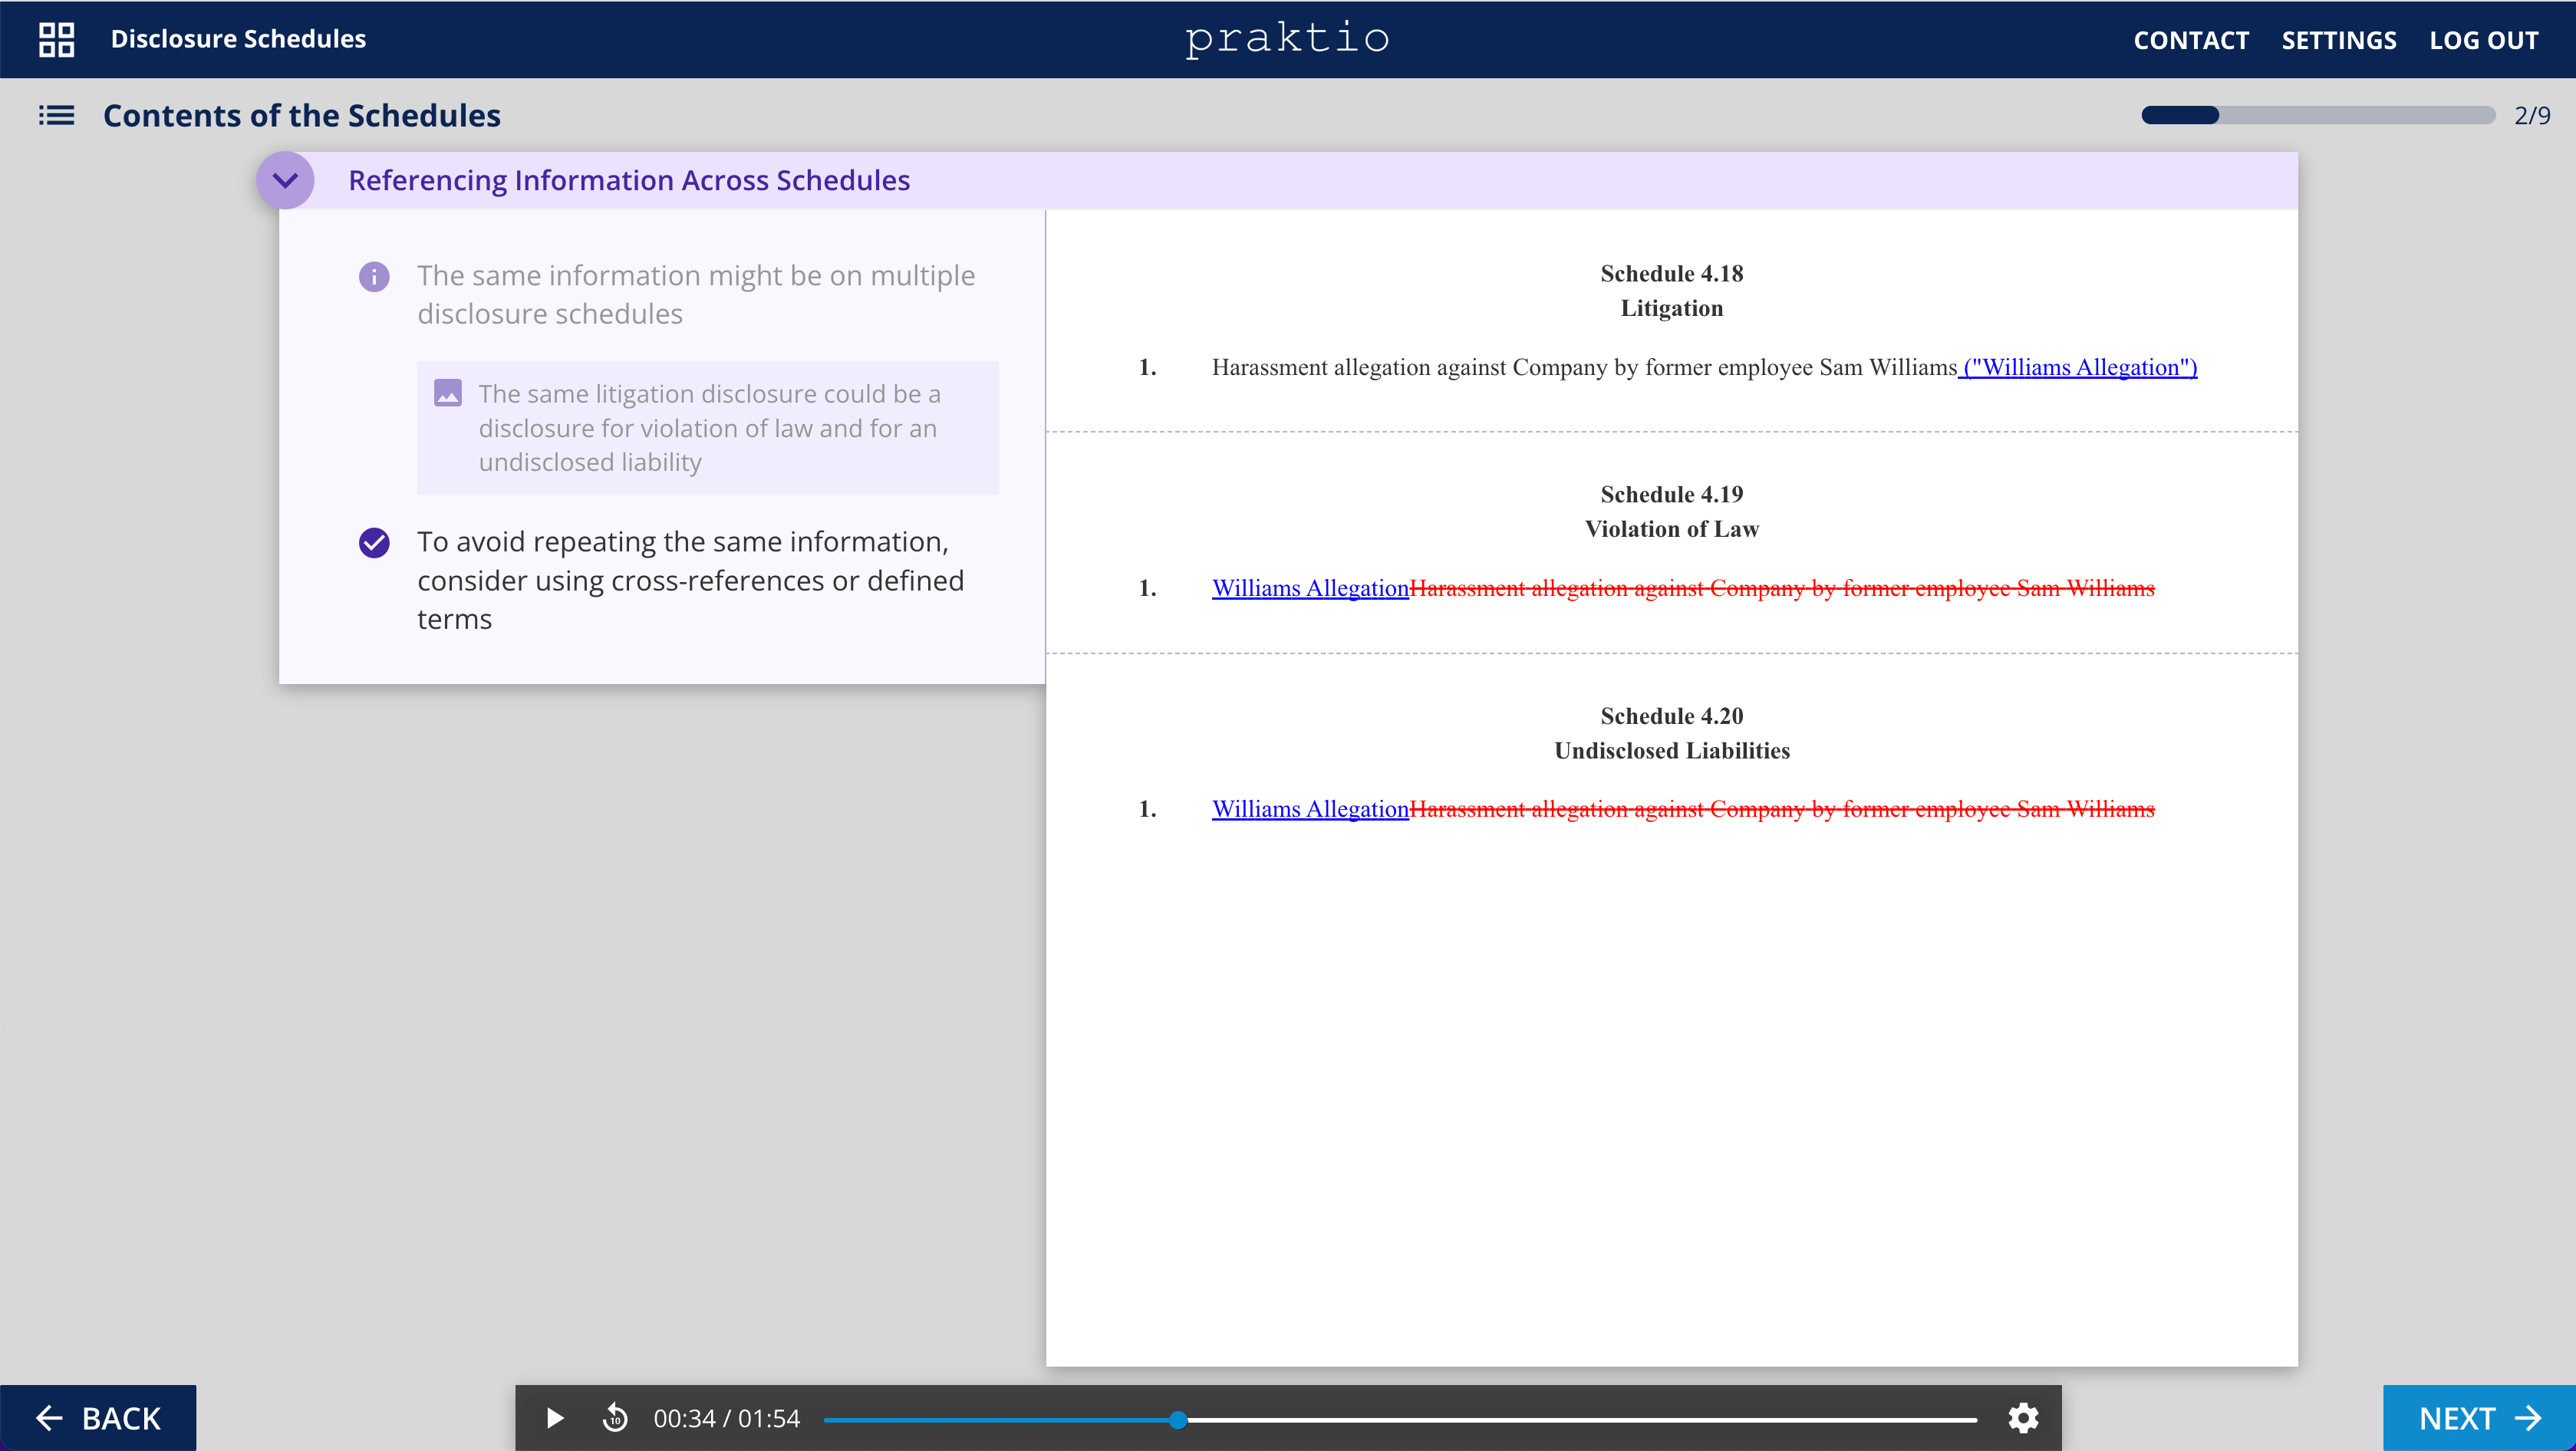 Disclosure Schedules
praktio
CONTACT SETTINGS LOG OUT
Contents of the Schedules
2/9
Referencing Information Across Schedules
The same information might be on multiple
disclosure schedules
The same litigation disclosure could be a
disclosure for violation of law and for an
undisclosed liability
To avoid repeating the same information,
consider using cross-references or defined
terms
Schedule 4.18
Litigation
1. Harassment allegation against Company by former employee Sam Williams ("Williams Allegation")
Schedule 4.19
Violation of Law
1. Williams AllegationHarassment allegation against Company by former employee Sam Williams
Schedule 4.20
Undisclosed Liabilities
1. Williams AllegationHarassment allegation against Company by former employee Sam Williams
BACK
10
00:34 / 01:54
NEXT